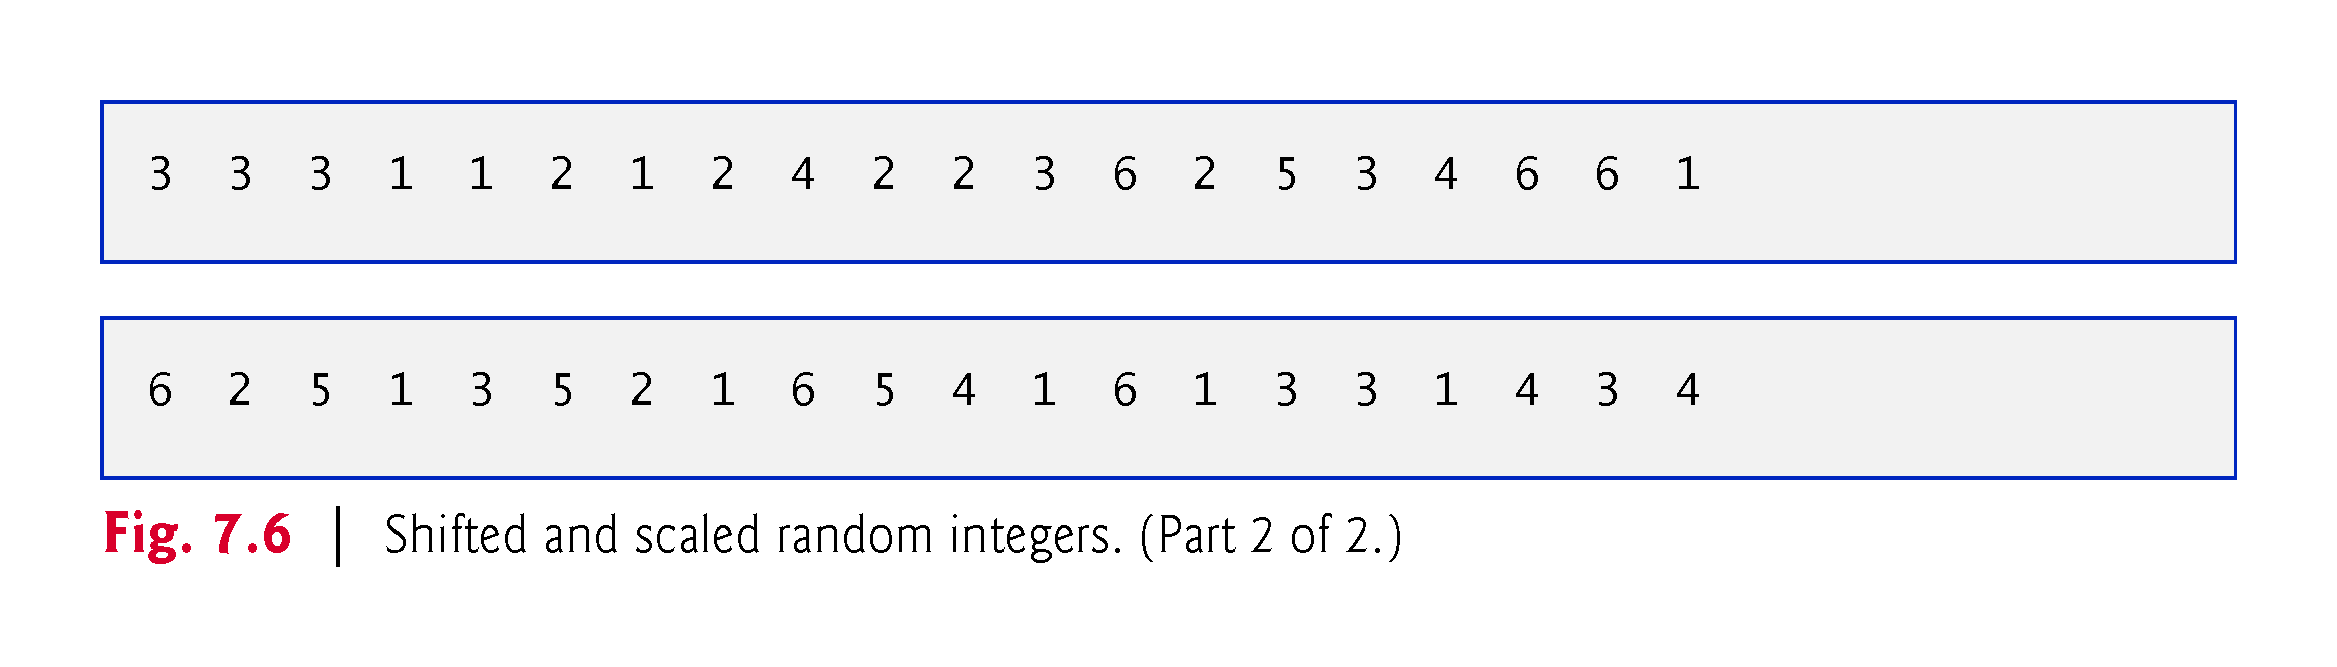 3 3 3 1 1 2 1 2 4 2 2 3 6 2 5 3 4 6 6 1
6 2 5 1 3 5 2 1 6 5 4 1 6 1 3 3 1 4 3 4
Fig. 7.6 | Shifted and scaled random integers. (Part 2 of 2.)